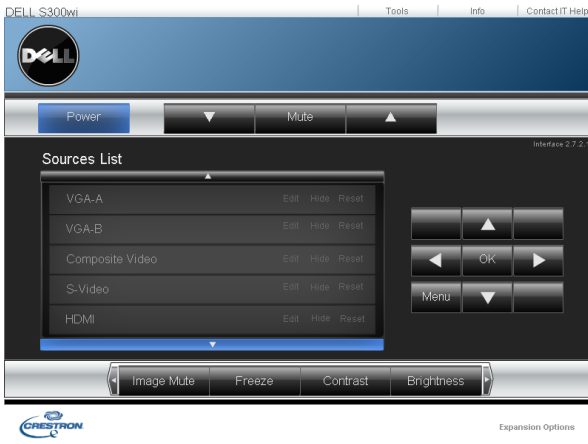 DELL S300wi
Tools Info Contact IT Help
DELL
Power Mute
Interface 2.7.2.1
Sources List
VGA-A Edit Hide Reset
VGA-B Edit Hide Reset
Composite Video Edit Hide Reset
S-Video Edit Hide Reset
HDMI Edit Hide Reset
OK
Menu
Image Mute Freeze Contrast Brightness
CRESTRON
Expansion Options